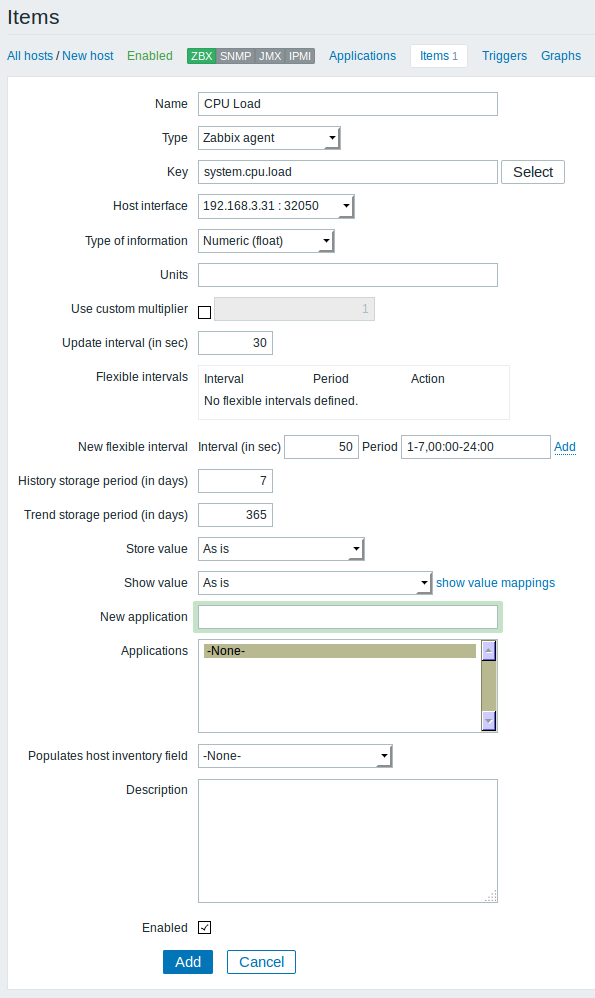 Items
All hosts / New host Enabled ZBX SNMP JMX IPMI Applications Items 1 Triggers Graphs
Name CPU Load
Type Zabbix agent
Key system.cpu.load Select
Host interface 192.168.3.31 : 32050
Type of information Numeric (float)
Units
Use custom multiplier 1
Update interval (in sec) 30
Flexible intervals Interval Period Action
No flexible intervals defined.
New flexible interval Interval (in sec) 50 Period 1-7,00:00-24:00 Add
History storage period (in days) 7
Trend storage period (in days) 365
Store value As is
Show value As is show value mappings
New application
Applications -None-
Populates host inventory field -None-
Description
Enabled
Add Cancel